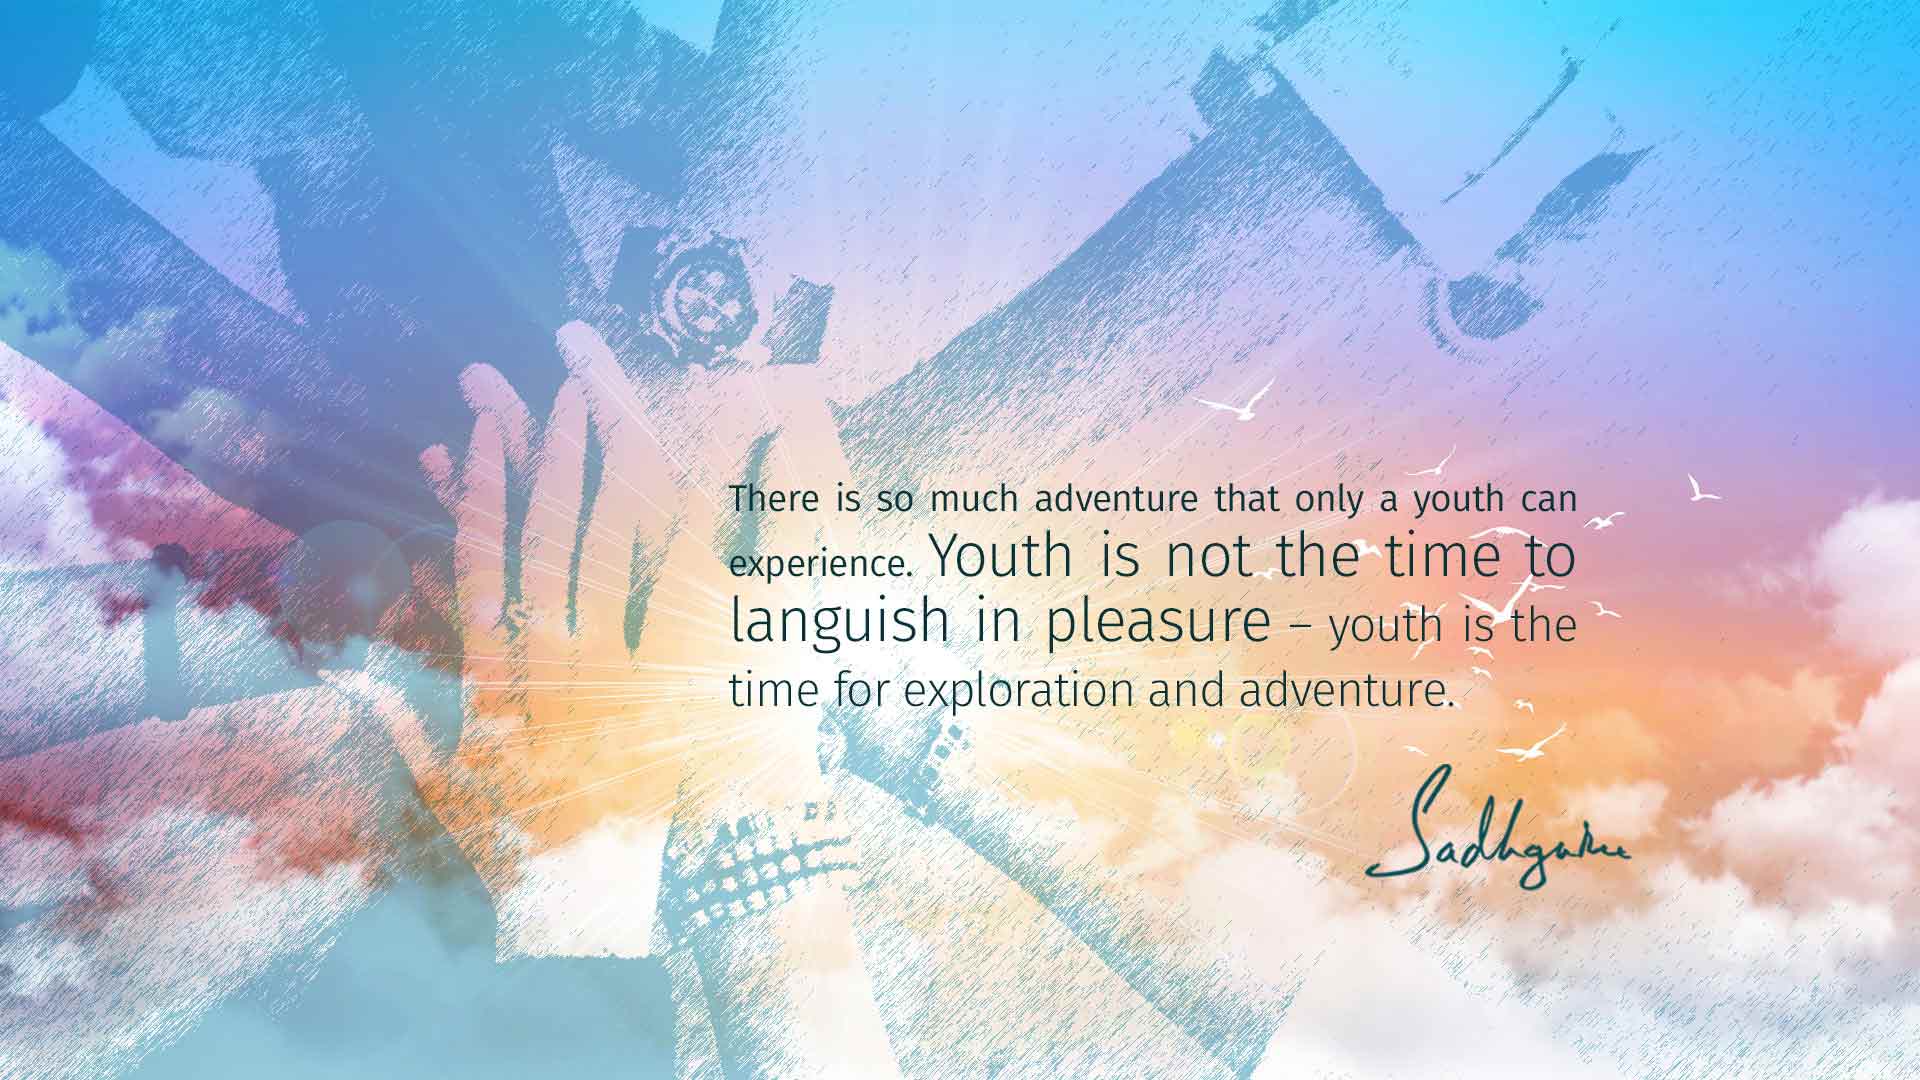 There is so much adventure that only a youth can
experience. Youth is not the time to
languish in pleasure – youth is the
time for exploration and adventure.
Sadhguru